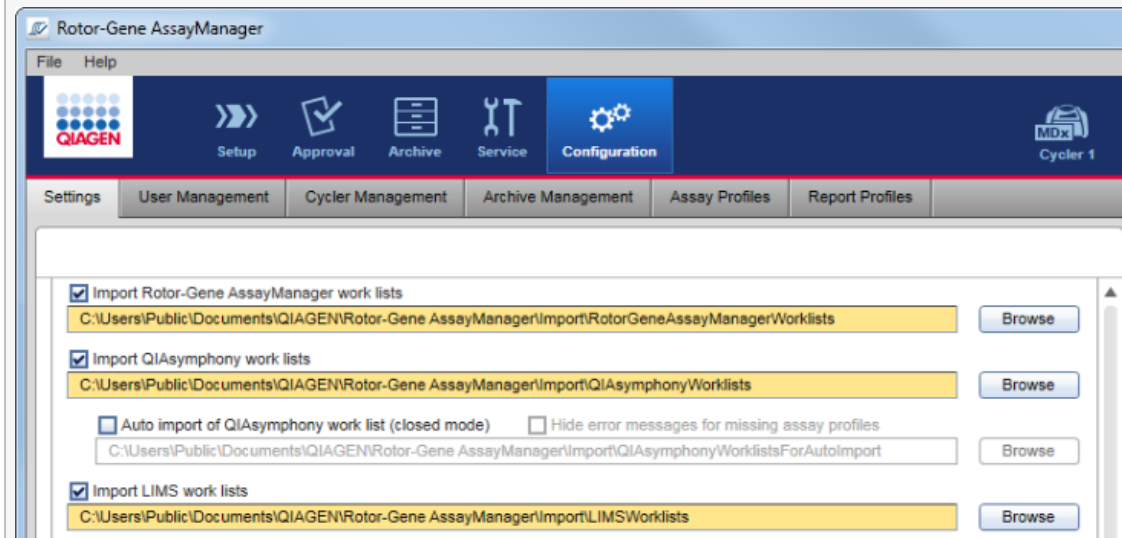 Rotor-Gene AssayManager
File Help
QIAGEN
Setup Approval Archive Service Configuration
MDx
Cycler 1
Settings User Management Cycler Management Archive Management Assay Profiles Report Profiles
Import Rotor-Gene AssayManager work lists
C:\Users\Public\Documents\QIAGEN\Rotor-Gene AssayManager\Import\RotorGeneAssayManagerWorklists Browse
Import QIAsymphony work lists
C:\Users\Public\Documents\QIAGEN\Rotor-Gene AssayManager\Import\QIAsymphonyWorklists Browse
Auto import of QIAsymphony work list (closed mode) Hide error messages for missing assay profiles
C:\Users\Public\Documents\QIAGEN\Rotor-Gene AssayManager\Import\QIAsymphonyWorklistsForAutoImport Browse
Import LIMS work lists
C:\Users\Public\Documents\QIAGEN\Rotor-Gene AssayManager\Import\LIMSWorklists Browse